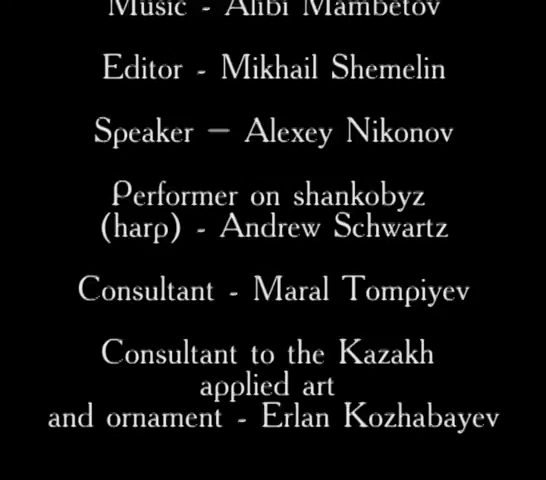 Music - Alibi Mambetov
Editor - Mikhail Shemelin
Speaker – Alexey Nikonov
Performer on shankobyz
(harp) - Andrew Schwartz
Consultant - Maral Tompiyev
Consultant to the Kazakh
applied art
and ornament - Erlan Kozhabayev